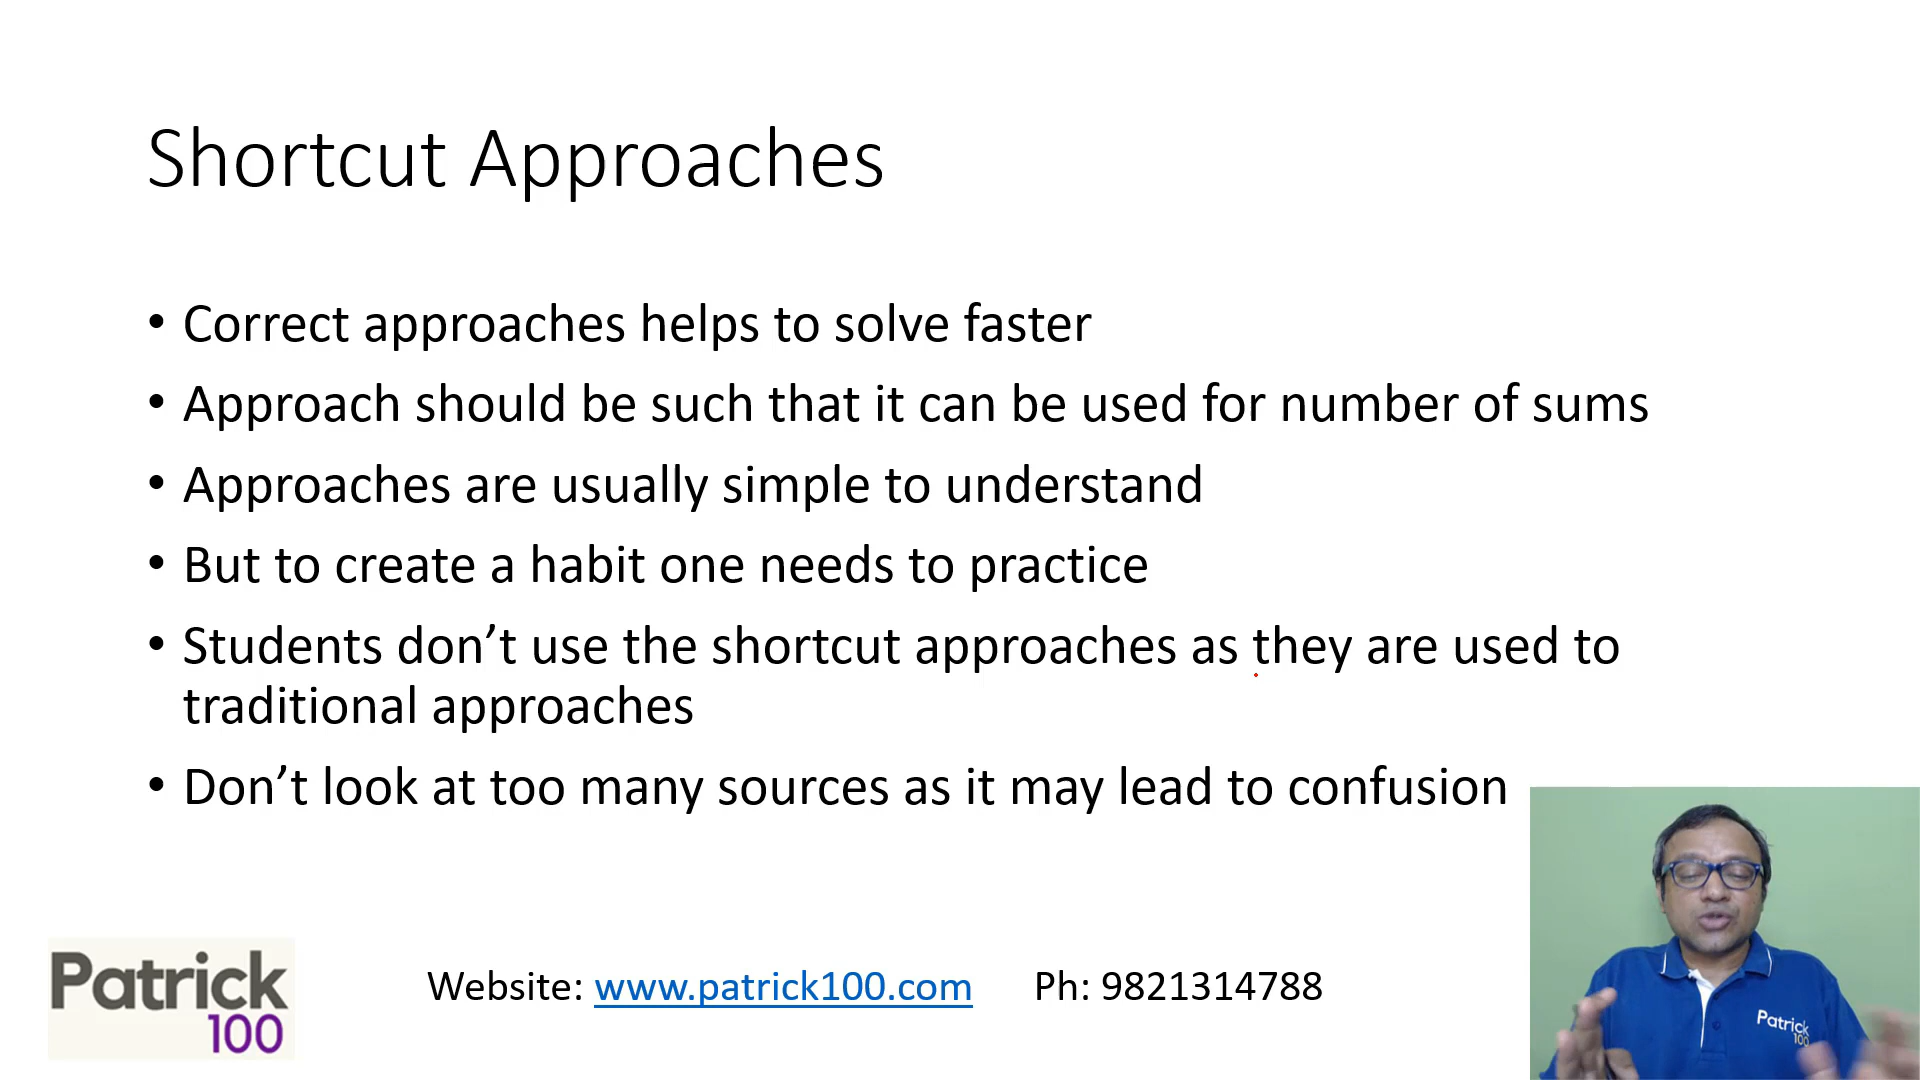 Shortcut Approaches
• Correct approaches helps to solve faster
• Approach should be such that it can be used for number of sums
• Approaches are usually simple to understand
• But to create a habit one needs to practice
• Students don’t use the shortcut approaches as they are used to
traditional approaches
• Don’t look at too many sources as it may lead to confusion
Patrick
100
Website: www.patrick100.com Ph: 9821314788
Patrick
100